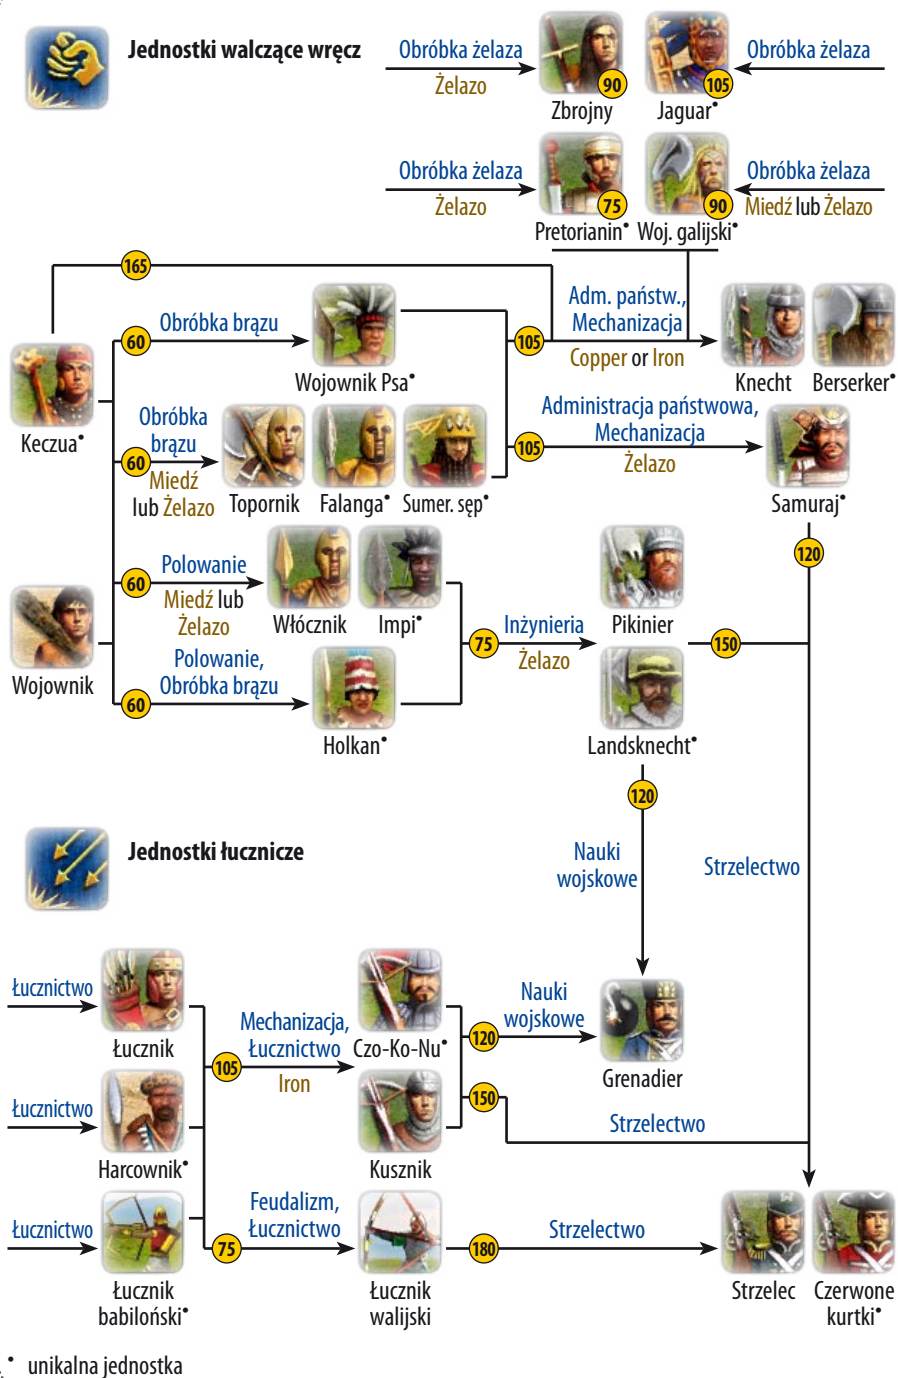 Jednostki walczące wręcz
Obróbka żelaza
Żelazo
90
Zbrojny
105
Jaguar•
Obróbka żelaza
Obróbka żelaza
Żelazo
75
Pretorianin•
90
Woj. galijski•
Obróbka żelaza
Miedź lub Żelazo
165
Keczua•
60
Obróbka brązu
Wojownik Psa•
105
Adm. państw.,
Mechanizacja
Copper or Iron
Knecht
Berserker•
60
Obróbka
brązu
Miedź
lub Żelazo
Topornik
Falanga•
Sumer. sęp•
105
Administracja państwowa,
Mechanizacja
Żelazo
Samuraj•
120
Wojownik
60
Polowanie
Miedź lub
Żelazo
Włócznik
Impi•
60
Polowanie,
Obróbka brązu
Holkan•
75
Inżynieria
Żelazo
Pikinier
Landsknecht•
150
120
Nauki
wojskowe
Strzelectwo
Jednostki łucznicze
Łucznictwo
Łucznik
Łucznictwo
Harcownik•
Łucznictwo
Łucznik
babiloński•
105
Mechanizacja,
Łucznictwo
Iron
Czo-Ko-Nu•
Kusznik
120
Nauki
wojskowe
Grenadier
150
Strzelectwo
75
Feudalizm,
Łucznictwo
Łucznik
walijski
180
Strzelectwo
Strzelec
Czerwone
kurtki•
• unikalna jednostka